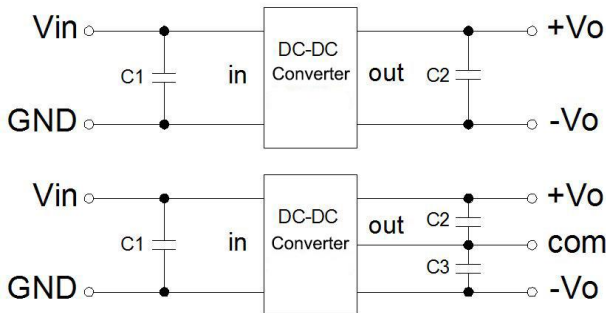 Vin
DC-DC
Converter
+Vo
C1
in
out
C2
GND
-Vo
Vin
DC-DC
Converter
+Vo
out
C2
C1
in
com
C3
GND
-Vo